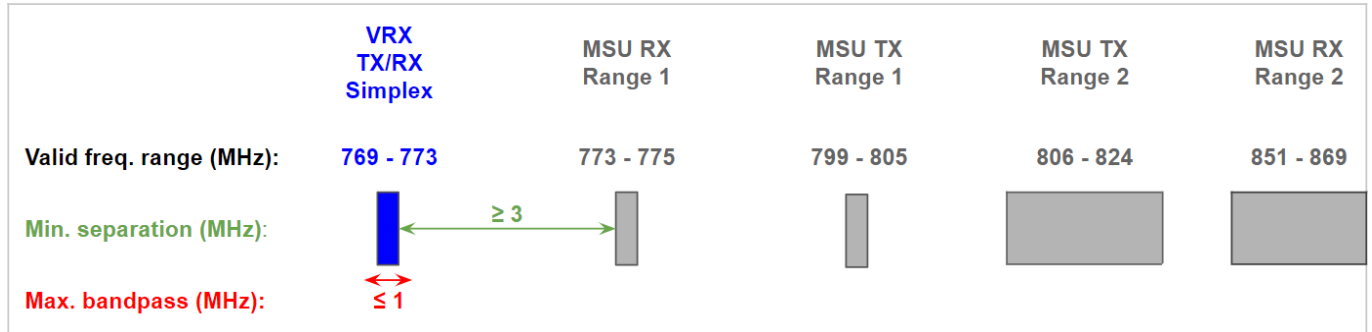 VRX
TX/RX
Simplex
MSU RX
Range 1
MSU TX
Range 1
MSU TX
Range 2
MSU RX
Range 2
Valid freq. range (MHz): 769 - 773 773 - 775 799 - 805 806 - 824 851 - 869
Min. separation (MHz): ≥ 3
Max. bandpass (MHz): ≤ 1